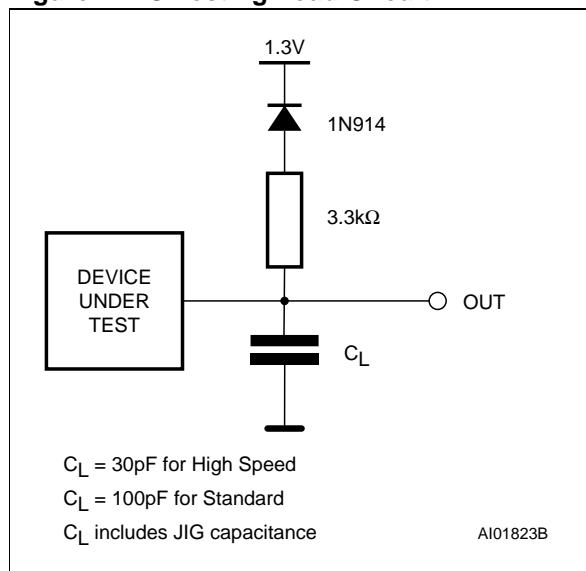 1.3V
1N914
3.3kΩ
DEVICE
UNDER
TEST
OUT
CL
CL = 30pF for High Speed
CL = 100pF for Standard
CL includes JIG capacitance
AI01823B